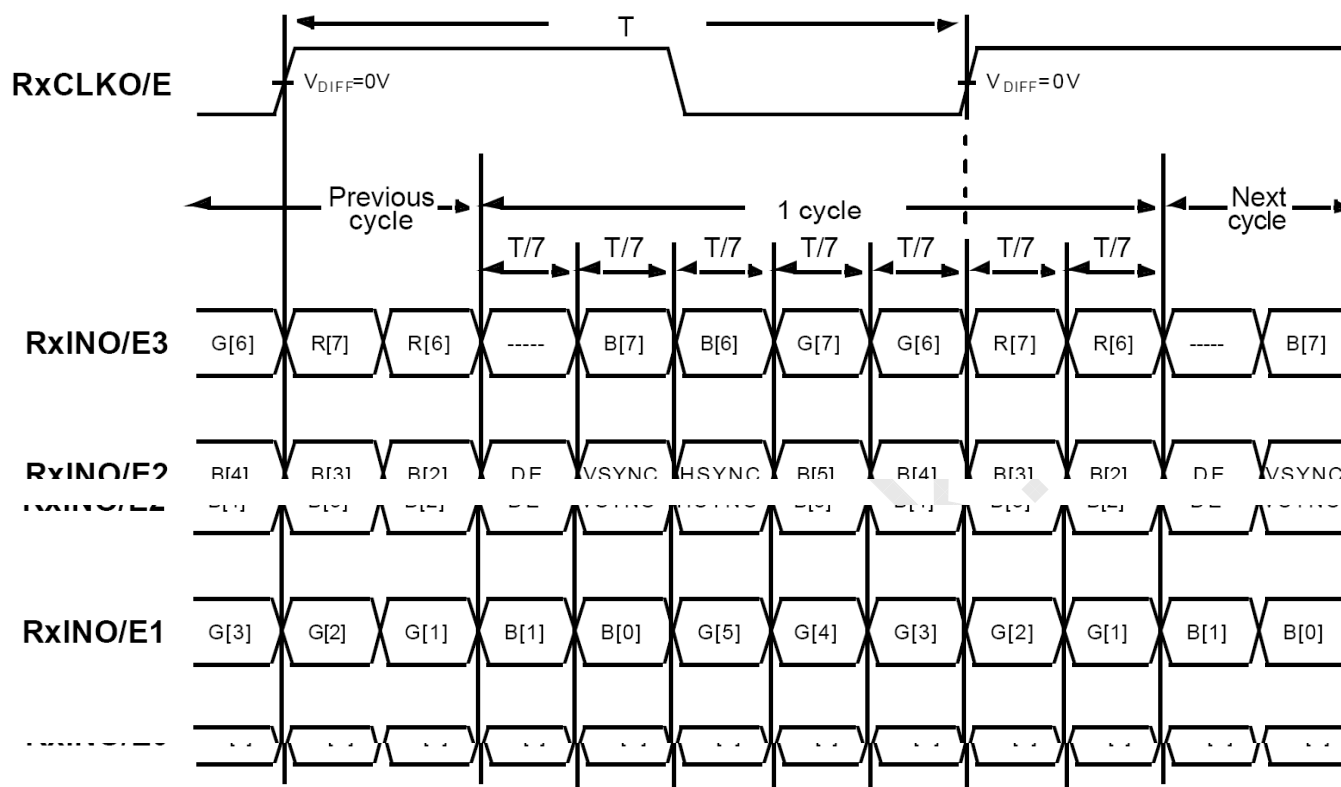 T
RxCLKO/E
VDIFF=0V VDIFF=0V
Previous cycle 1 cycle Next cycle
T/7 T/7 T/7 T/7 T/7 T/7 T/7
RxINO/E3 G[6] R[7] R[6] ----- B[7] B[6] G[7] G[6] R[7] R[6] ----- B[7]
RxINO/E2 B[4] B[3] B[2] DE VSYNC HSYNC B[5] B[4] B[3] B[2] DE VSYNC
RxINO/E1 G[3] G[2] G[1] B[1] B[0] G[5] G[4] G[3] G[2] G[1] B[1] B[0]